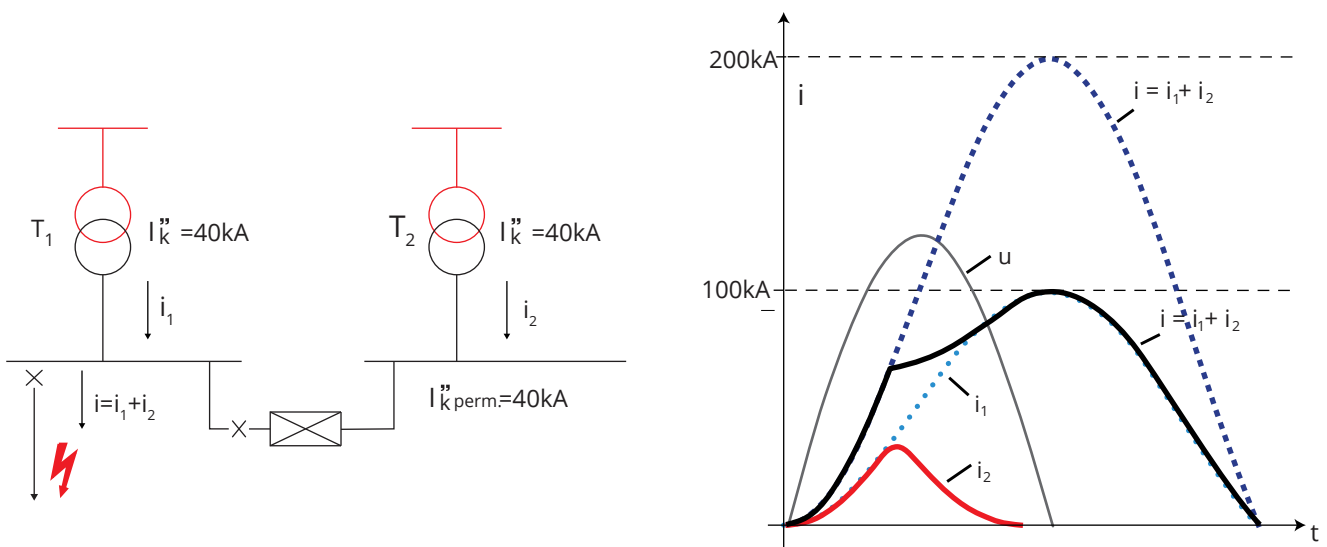 T₁
I"k =40kA
i₁
T₂
I"k =40kA
i₂
i=i₁+i₂
I"k perm.=40kA
200kA
i
i = i₁+ i₂
u
100kA
i = i₁+ i₂
i₁
i₂
t